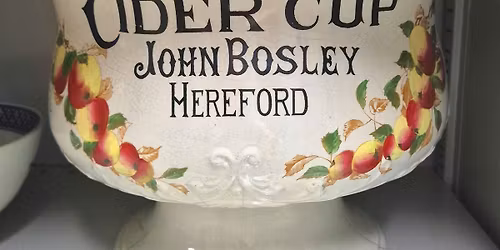 CIDER CUP
JOHN BOSLEY
HEREFORD